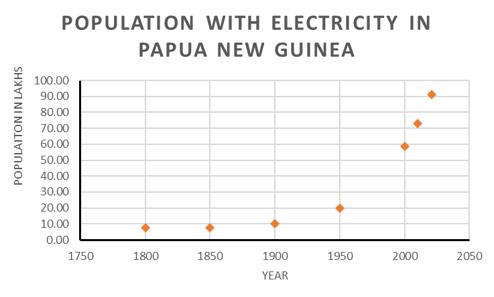 POPULATION WITH ELECTRICITY IN
PAPUA NEW GUINEA
POPULAITON IN LAKHS
100.00
90.00
80.00
70.00
60.00
50.00
40.00
30.00
20.00
10.00
0.00
1750 1800 1850 1900 1950 2000 2050
YEAR